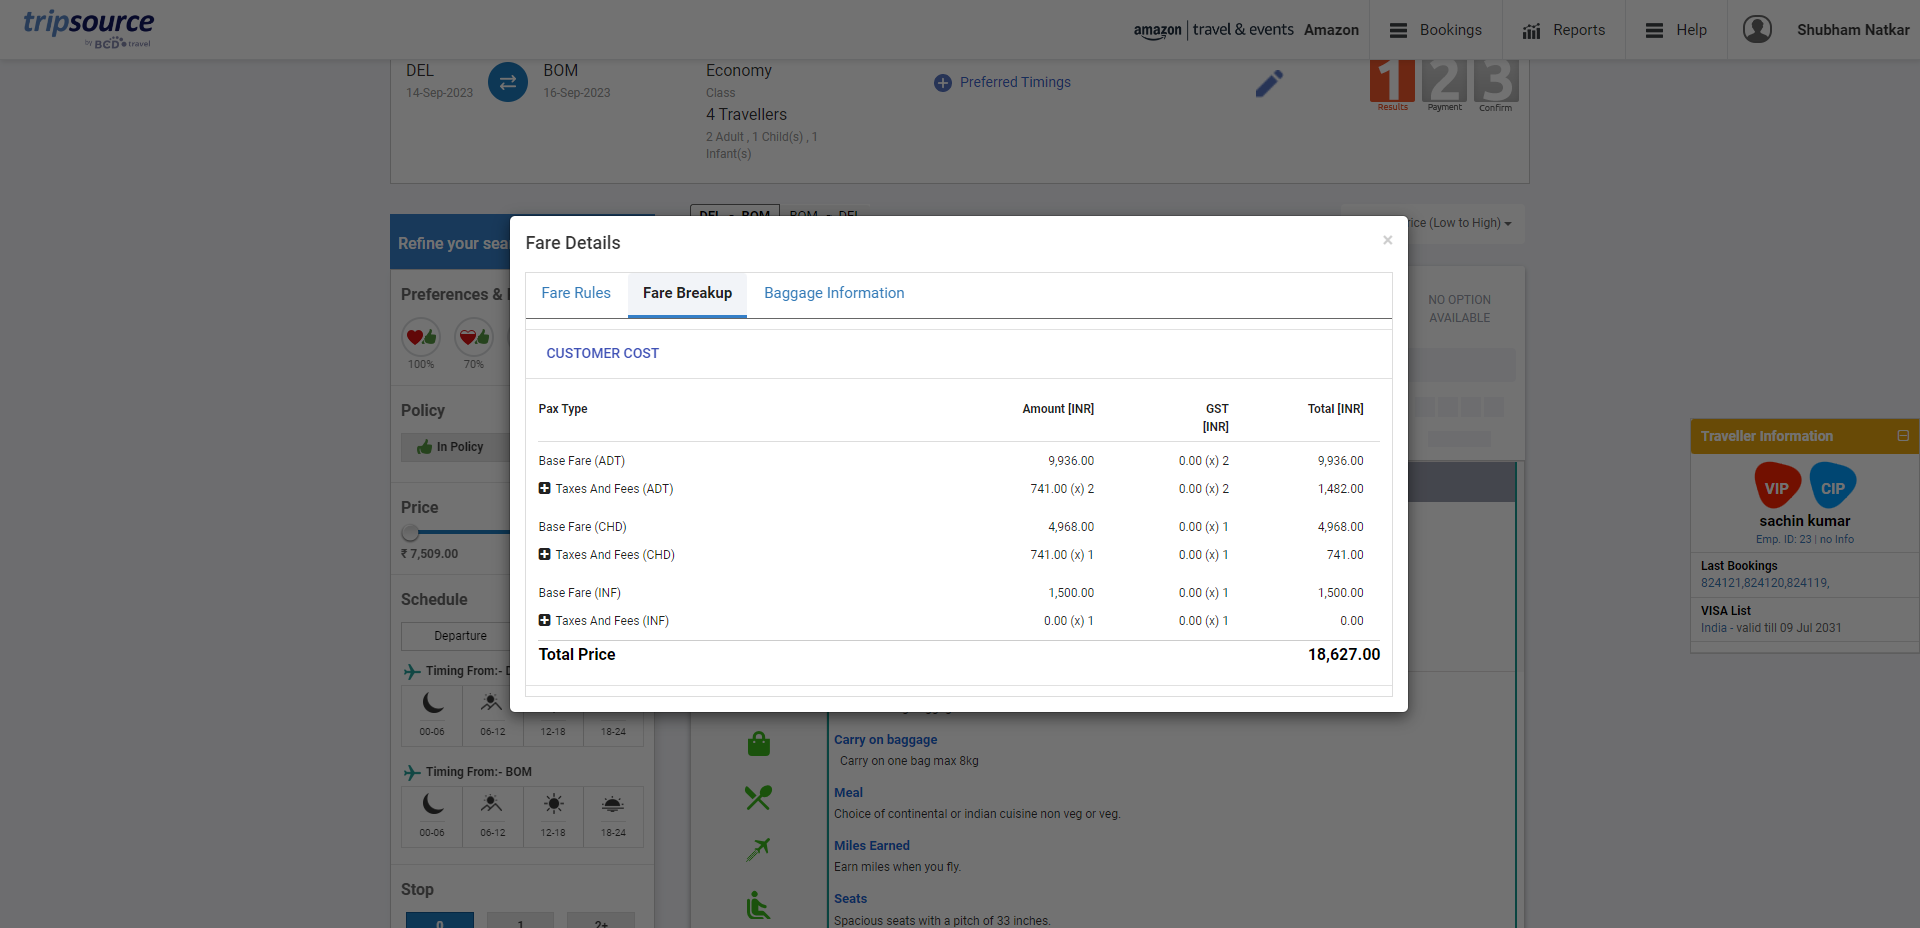 tripsource
by BCD travel
amazon | travel & events Amazon
Bookings
Reports
Help
Shubham Natkar
DEL
14-Sep-2023
BOM
16-Sep-2023
Economy
Class
4 Travellers
2 Adult , 1 Child(s) , 1
Infant(s)
Preferred Timings
1 2 3
Results Payment Confirm
Refine your sea
DEL - BOM BOM - DEL
rice (Low to High)
Preferences &
100% 70%
Policy
In Policy
Price
₹ 7,509.00
Schedule
Departure
Timing From:- D
00-06 06-12 12-18 18-24
Timing From:- BOM
00-06 06-12 12-18 18-24
Stop
0 1 2+
Fare Details
×
Fare Rules Fare Breakup Baggage Information
CUSTOMER COST
Pax Type Amount [INR] GST [INR] Total [INR]
Base Fare (ADT) 9,936.00 0.00 (x) 2 9,936.00
Taxes And Fees (ADT) 741.00 (x) 2 0.00 (x) 2 1,482.00
Base Fare (CHD) 4,968.00 0.00 (x) 1 4,968.00
Taxes And Fees (CHD) 741.00 (x) 1 0.00 (x) 1 741.00
Base Fare (INF) 1,500.00 0.00 (x) 1 1,500.00
Taxes And Fees (INF) 0.00 (x) 1 0.00 (x) 1 0.00
Total Price 18,627.00
NO OPTION
AVAILABLE
Carry on baggage
Carry on one bag max 8kg
Meal
Choice of continental or indian cuisine non veg or veg.
Miles Earned
Earn miles when you fly.
Seats
Spacious seats with a pitch of 33 inches.
Traveller Information
VIP CIP
sachin kumar
Emp. ID: 23 | no Info
Last Bookings
824121,824120,824119,
VISA List
India - valid till 09 Jul 2031